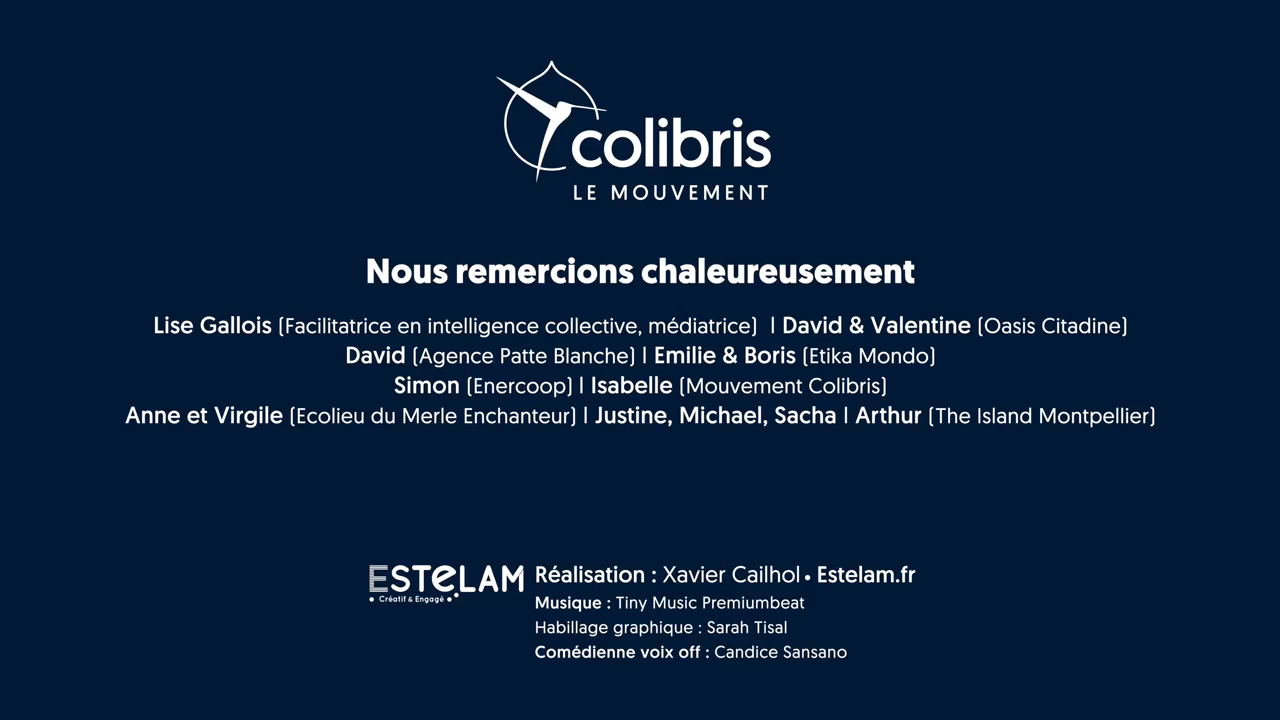 colibris
LE MOUVEMENT
Nous remercions chaleureusement
Lise Gallois (Facilitatrice en intelligence collective, médiatrice) | David & Valentine (Oasis Citadine)
David (Agence Patte Blanche) | Emilie & Boris (Etika Mondo)
Simon (Enercoop) | Isabelle (Mouvement Colibris)
Anne et Virgile (Ecolieu du Merle Enchanteur) | Justine, Michael, Sacha | Arthur (The Island Montpellier)
ESTeLAM
• Créatif & Engagé •
Réalisation : Xavier Cailhol • Estelam.fr
Musique : Tiny Music Premiumbeat
Habillage graphique : Sarah Tisal
Comédienne voix off : Candice Sansano